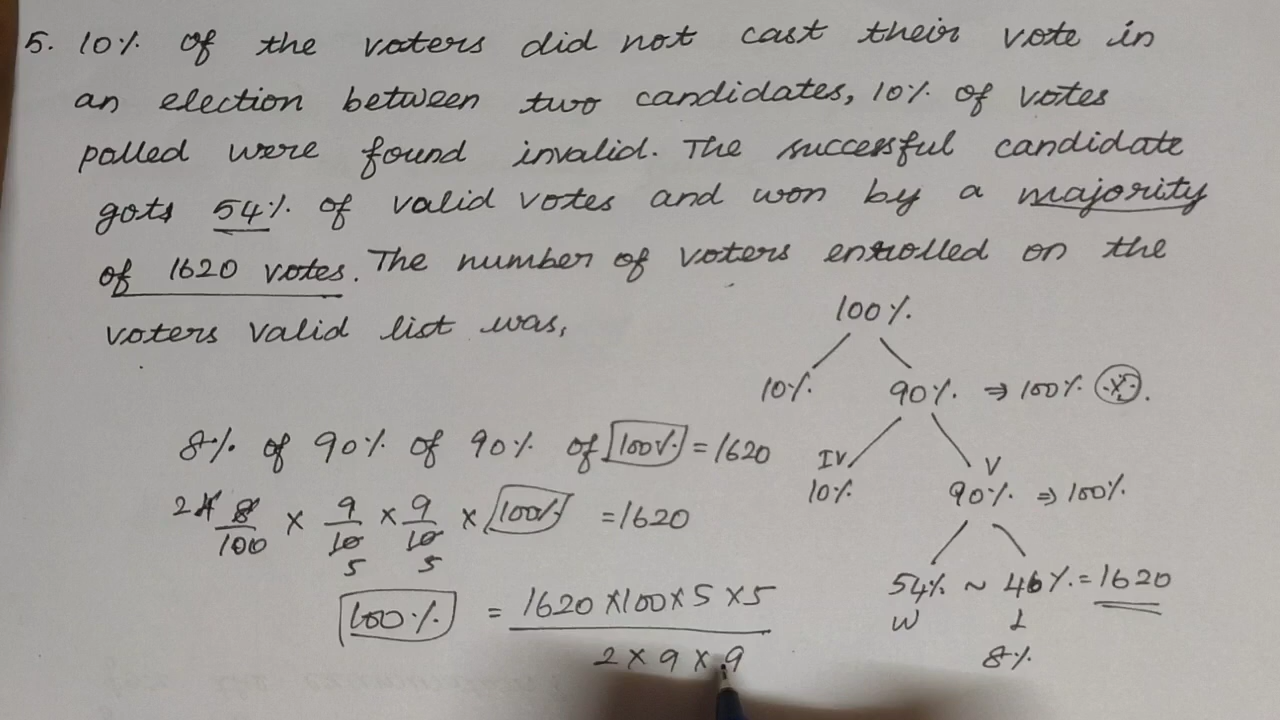 5. 10% of the voters did not cast their vote in
an election between two candidates, 10% of votes
polled were found invalid. The successful candidate
gots 54% of valid votes and won by a majority
of 1620 votes. The number of voters enrolled on the
voters valid list was,
100%
10% 90% ⇒ 100%
8% of 90% of 90% of 100% = 1620
IV V
10% 90% ⇒ 100%
2 4 8/100 × 9/10 × 9/10 × 100% = 1620
5 5
54% ~ 46% = 1620
W L
8%
100% = 1620 × 100 × 5 × 5 / 2 × 9 × 9